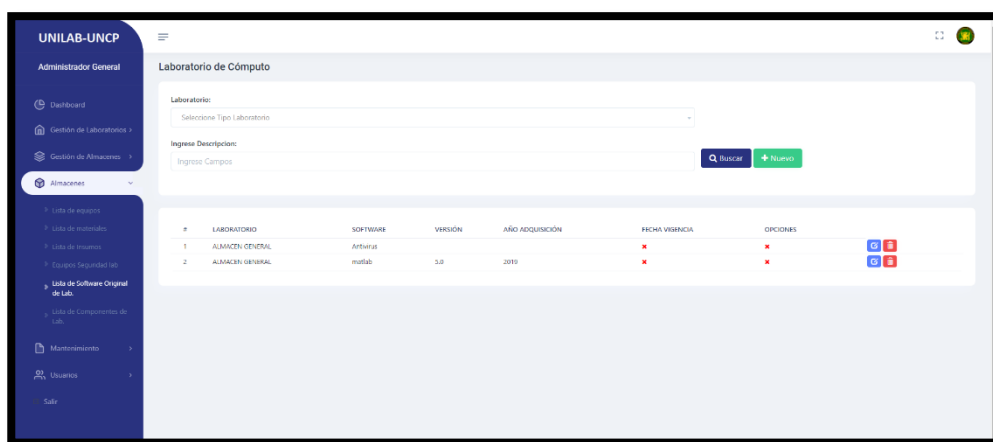 UNILAB-UNCP
Administrador General
Dashboard
Gestión de Laboratorios
Gestión de Almacenes
Almacenes
Lista de equipos
Lista de materiales
Lista de insumos
Equipos Seguridad lab
Lista de Software Original
de Lab.
Lista de Componentes de
Lab.
Mantenimiento
Usuarios
Salir
Laboratorio de Cómputo
Laboratorio:
Seleccione Tipo Laboratorio
Ingrese Descripcion:
Ingrese Campos
Buscar
Nuevo
# LABORATORIO SOFTWARE VERSIÓN AÑO ADQUISICIÓN FECHA VIGENCIA OPCIONES
1 ALMACEN GENERAL Antivirus
2 ALMACEN GENERAL matlab 5.0 2019